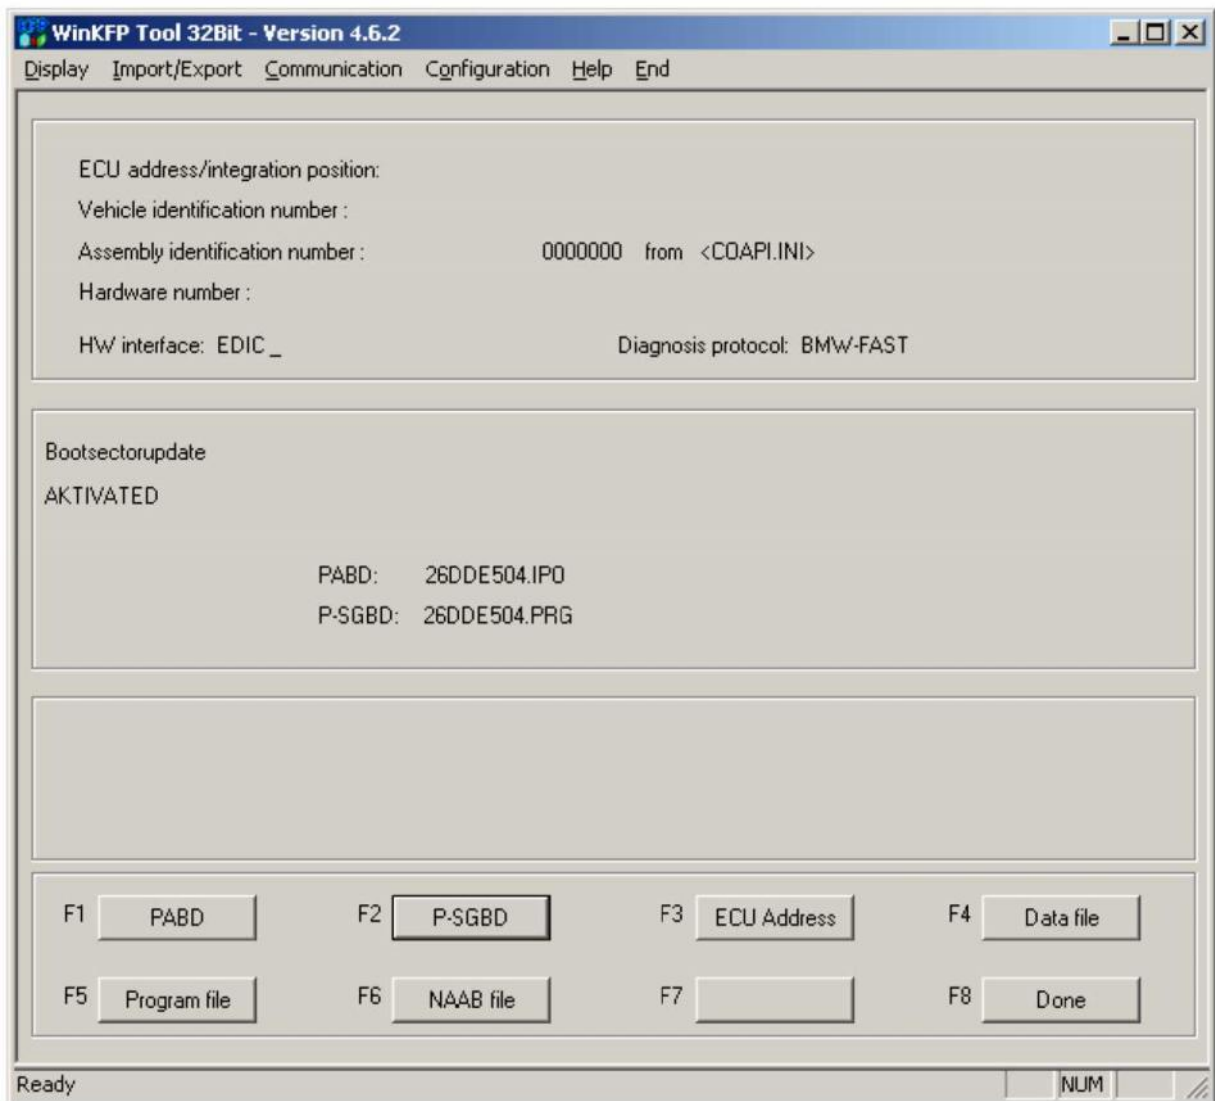 WinKFP Tool 32Bit - Version 4.6.2
Display Import/Export Communication Configuration Help End
ECU address/integration position:
Vehicle identification number :
Assembly identification number : 0000000 from <COAPI.INI>
Hardware number :
HW interface: EDIC _ Diagnosis protocol: BMW-FAST
Bootsectorupdate
AKTIVATED
PABD: 26DDE504.IPO
P-SGBD: 26DDE504.PRG
F1 PABD F2 P-SGBD F3 ECU Address F4 Data file
F5 Program file F6 NAAB file F7 F8 Done
Ready NUM